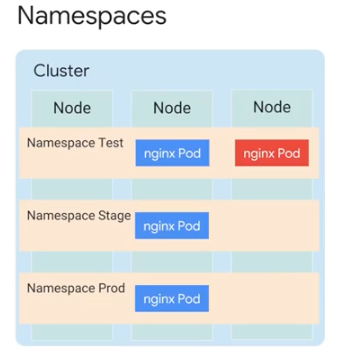 Namespaces
Cluster
Node Node Node
Namespace Test nginx Pod nginx Pod
Namespace Stage nginx Pod
Namespace Prod nginx Pod